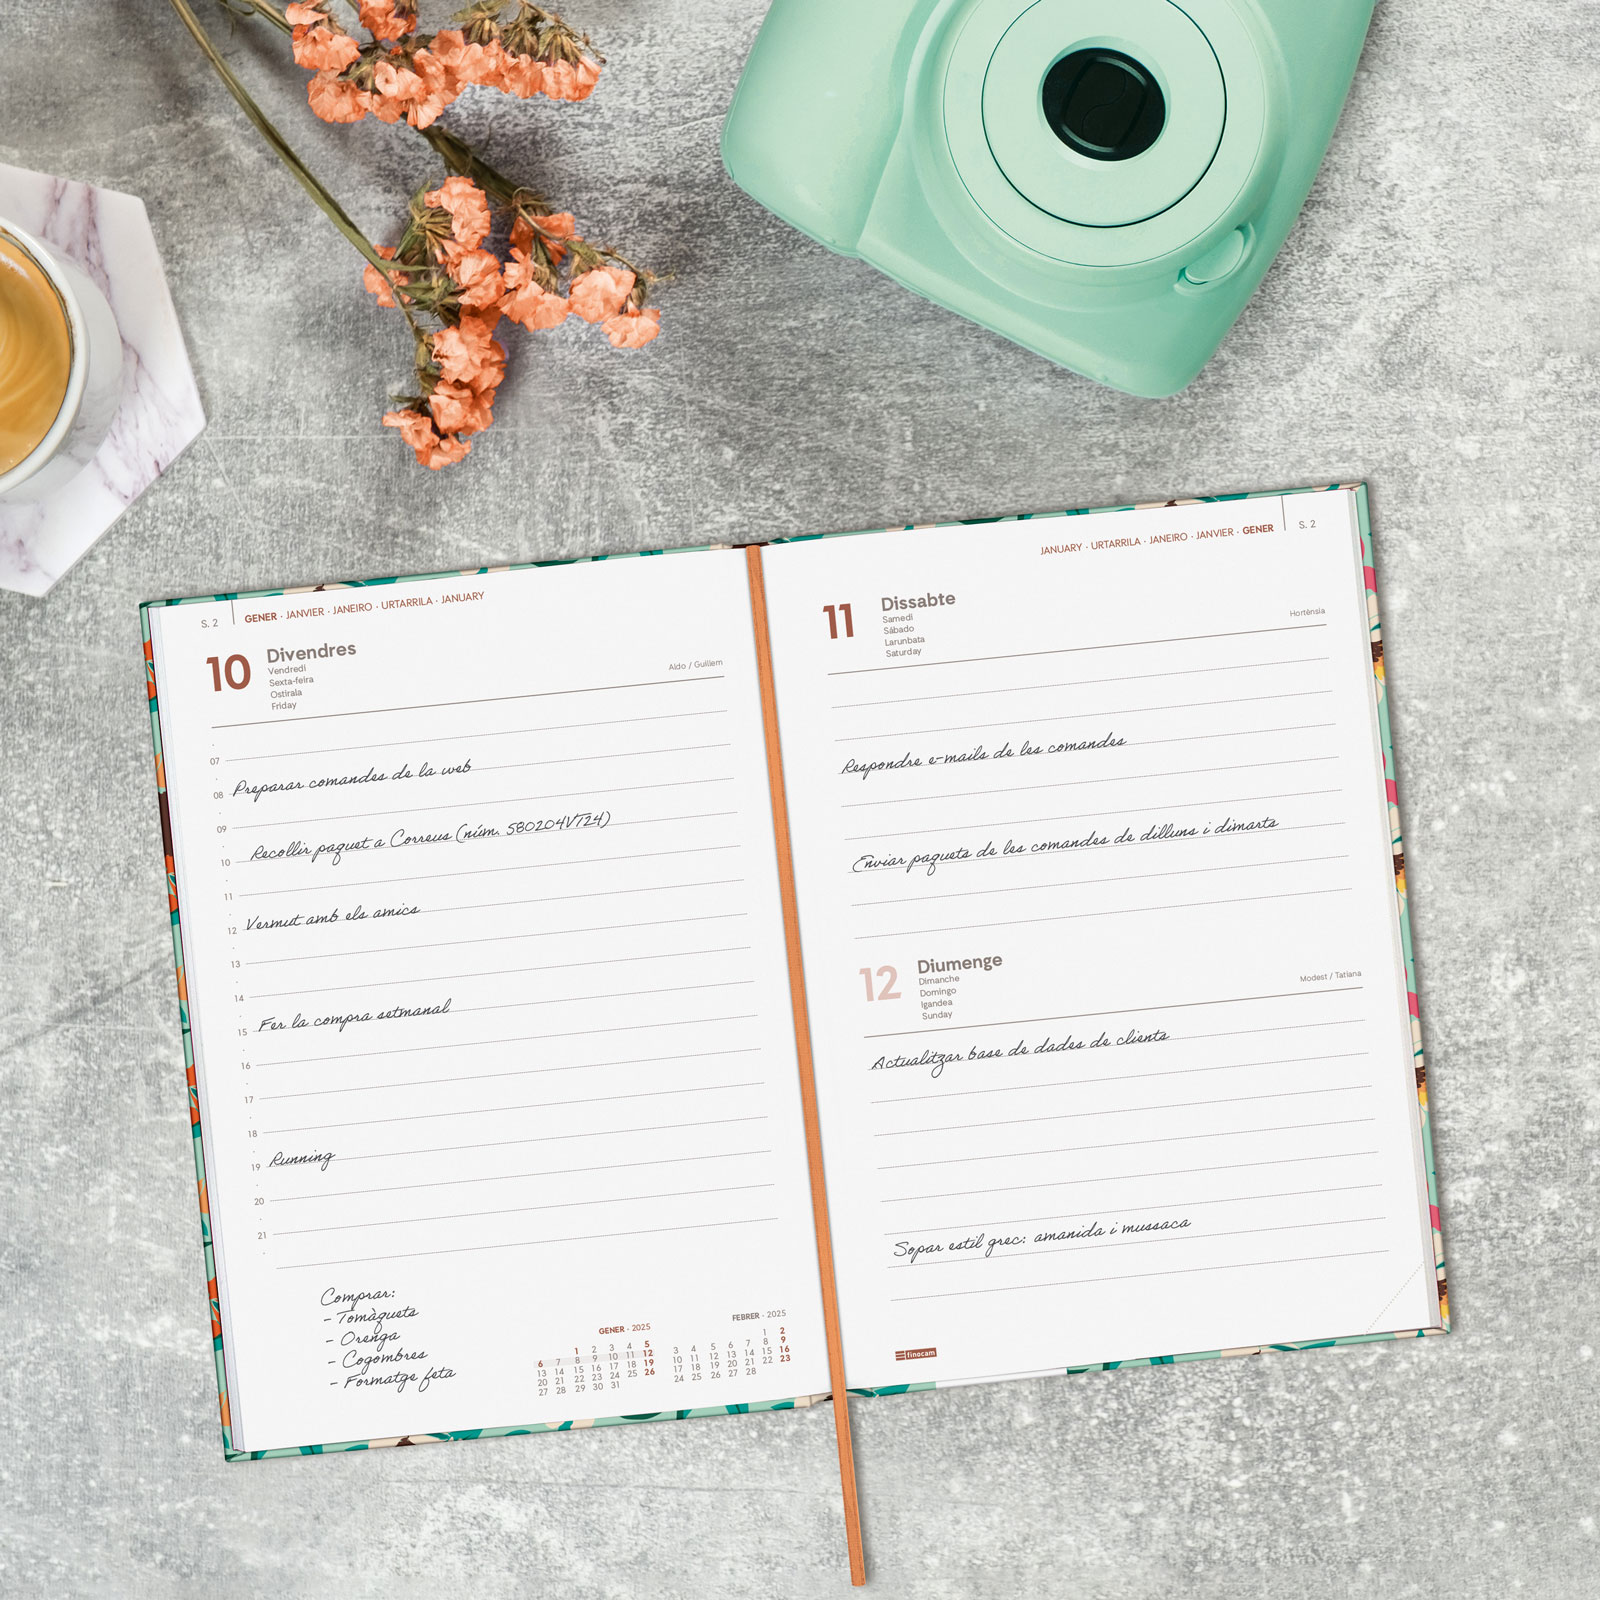 S. 2
GENER · JANVIER · JANEIRO · URTARRILA · JANUARY
10
Divendres
Vendredi
Sexta-feira
Ostirala
Friday
Aldo / Guillem
07
08 Preparar comandes de la web
09
10 Recollir paquet a Correus (núm. 580204VT24)
11
12 Vermut amb els amics
13
14
15 Fer la compra setmanal
16
17
18
19 Running
20
21
Comprar:
- Tomàquets
- Orenga
- Cogombres
- Formatge feta
GENER - 2025
1 2 3 4 5
6 7 8 9 10 11 12
13 14 15 16 17 18 19
20 21 22 23 24 25 26
27 28 29 30 31
FEBRER - 2025
1 2
3 4 5 6 7 8 9
10 11 12 13 14 15 16
17 18 19 20 21 22 23
24 25 26 27 28
JANUARY · URTARRILA · JANEIRO · JANVIER · GENER
S. 2
11
Dissabte
Samedi
Sábado
Larunbata
Saturday
Hortènsia
Respondre e-mails de les comandes
Enviar paquets de les comandes de dilluns i dimarts
12
Diumenge
Dimanche
Domingo
Igandea
Sunday
Modest / Tatiana
Actualitzar base de dades de clients
Sopar estil grec: amanida i mussaca
finocam